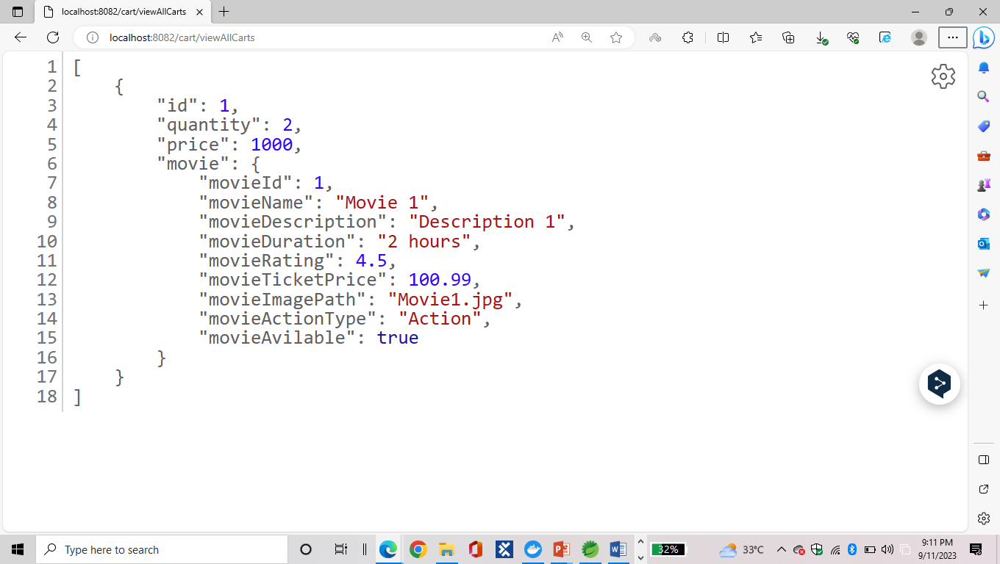 localhost:8082/cart/viewAllCarts
localhost:8082/cart/viewAllCarts
1 [
2     {
3         "id": 1,
4         "quantity": 2,
5         "price": 1000,
6         "movie": {
7             "movieId": 1,
8             "movieName": "Movie 1",
9             "movieDescription": "Description 1",
10             "movieDuration": "2 hours",
11             "movieRating": 4.5,
12             "movieTicketPrice": 100.99,
13             "movieImagePath": "Movie1.jpg",
14             "movieActionType": "Action",
15             "movieAvilable": true
16         }
17     }
18 ]
Type here to search
32%
33°C
9:11 PM
9/11/2023